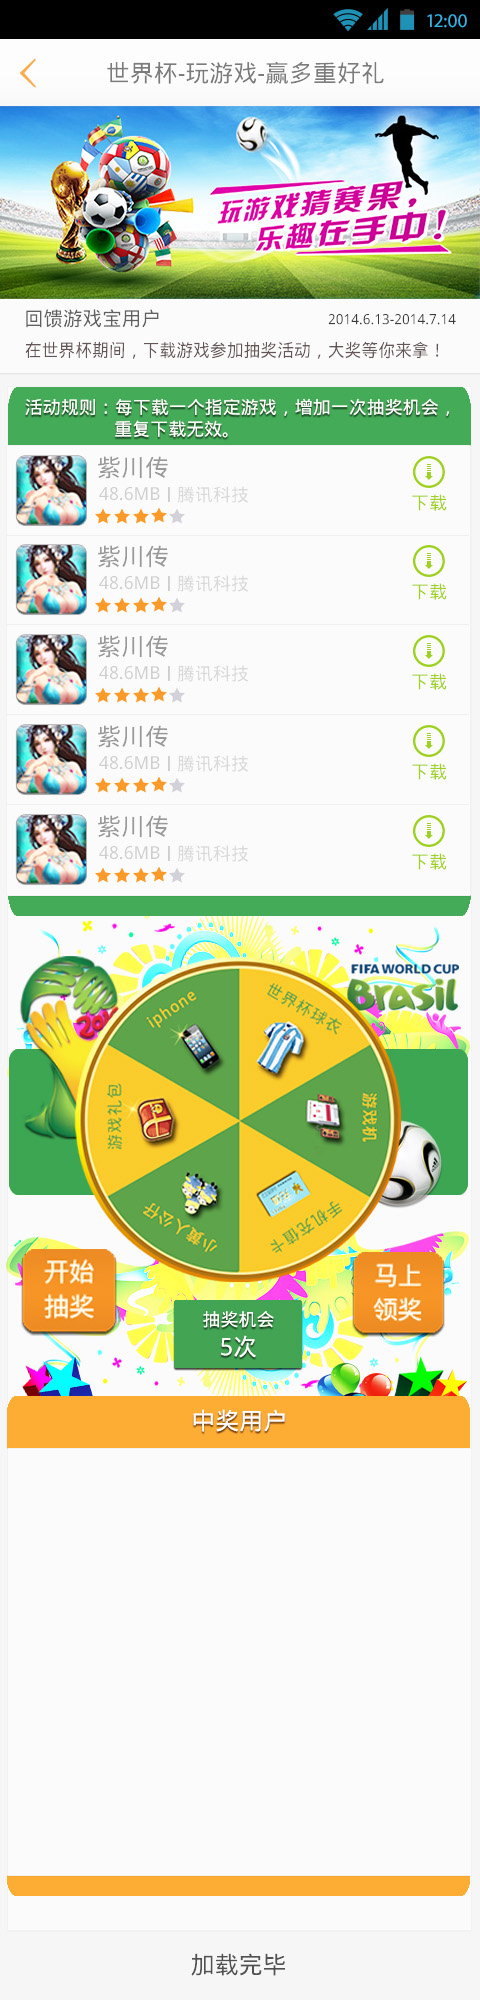 12:00
世界杯-玩游戏-赢多重好礼
玩游戏猜赛果，
乐趣在手中！
回馈游戏宝用户
2014.6.13-2014.7.14
在世界杯期间，下载游戏参加抽奖活动，大奖等你来拿！
活动规则：每下载一个指定游戏，增加一次抽奖机会，
重复下载无效。
紫川传
48.6MB | 腾讯科技
下载
紫川传
48.6MB | 腾讯科技
下载
紫川传
48.6MB | 腾讯科技
下载
紫川传
48.6MB | 腾讯科技
下载
紫川传
48.6MB | 腾讯科技
下载
FIFA WORLD CUP
Brasil
201
iphone
世界杯球衣
游戏机
手机充值卡
小黄人公仔
游戏礼包
开始
抽奖
马上
领奖
抽奖机会
5次
中奖用户
加载完毕